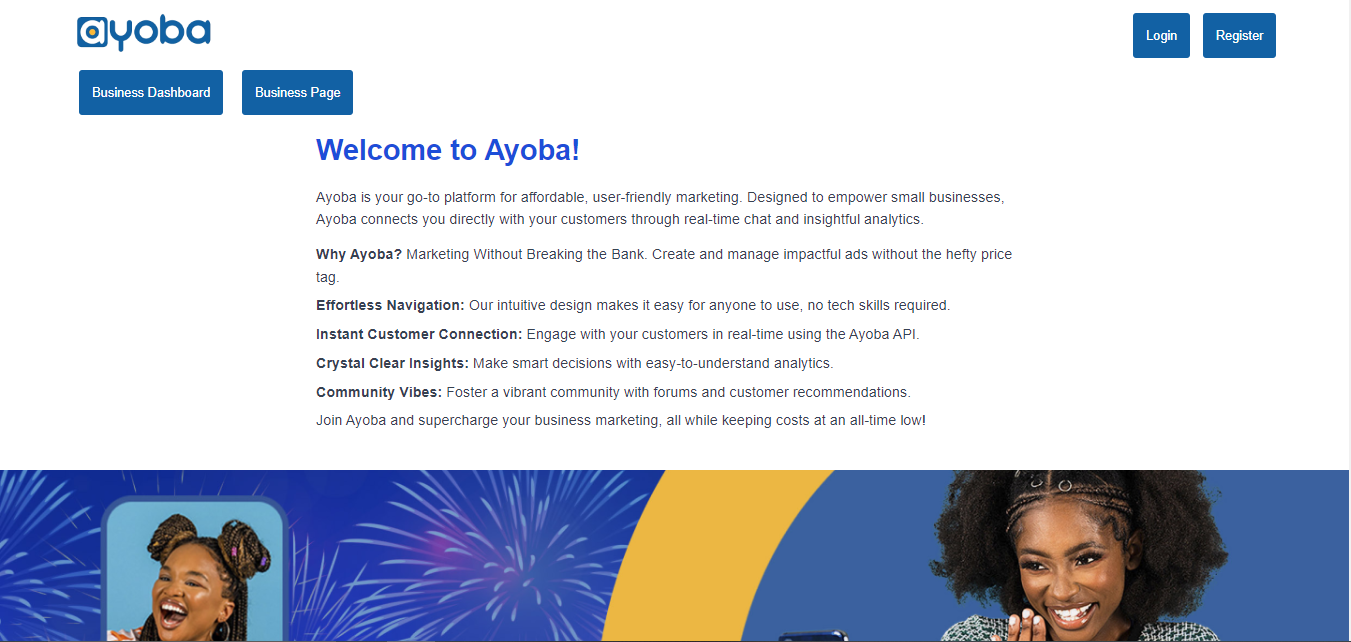 ayoba
Login
Register
Business Dashboard
Business Page
Welcome to Ayoba!
Ayoba is your go-to platform for affordable, user-friendly marketing. Designed to empower small businesses,
Ayoba connects you directly with your customers through real-time chat and insightful analytics.
Why Ayoba? Marketing Without Breaking the Bank. Create and manage impactful ads without the hefty price
tag.
Effortless Navigation: Our intuitive design makes it easy for anyone to use, no tech skills required.
Instant Customer Connection: Engage with your customers in real-time using the Ayoba API.
Crystal Clear Insights: Make smart decisions with easy-to-understand analytics.
Community Vibes: Foster a vibrant community with forums and customer recommendations.
Join Ayoba and supercharge your business marketing, all while keeping costs at an all-time low!